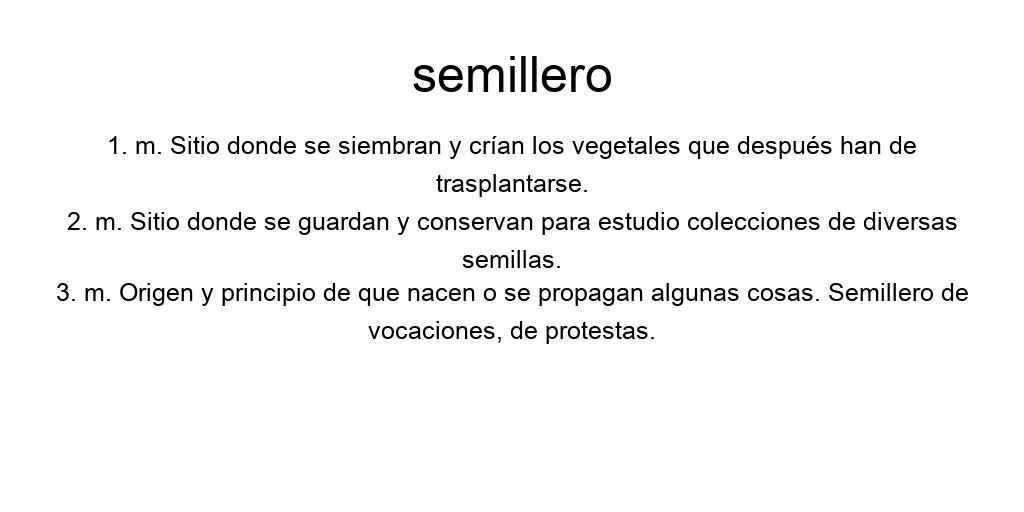 semillero
1. m. Sitio donde se siembran y crían los vegetales que después han de
trasplantarse.
2. m. Sitio donde se guardan y conservan para estudio colecciones de diversas
semillas.
3. m. Origen y principio de que nacen o se propagan algunas cosas. Semillero de
vocaciones, de protestas.